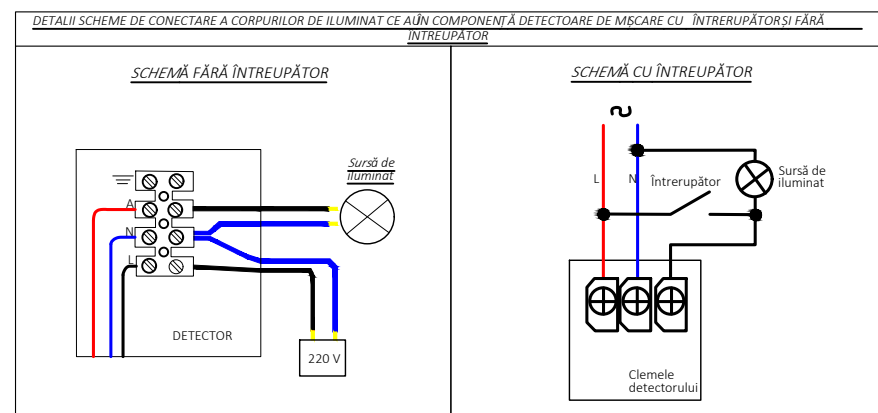 DETALII SCHEME DE CONECTARE A CORPURILOR DE ILUMINAT CE AU ÎN COMPONENȚĂ DETECTOARE DE MIȘCARE CU ÎNTRERUPĂTOR ȘI FĂRĂ
ÎNTREUPĂTOR
SCHEMĂ FĂRĂ ÎNTREUPĂTOR
SCHEMĂ CU ÎNTREUPĂTOR
Sursă de
iluminat
A
N
L
DETECTOR
220 V
L
N
Întrerupător
Sursă de
iluminat
Clemele
detectorului